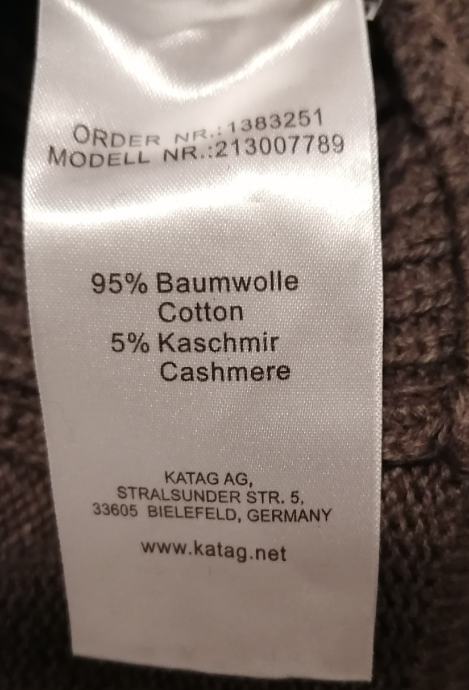 ORDER NR.:1383251
MODELL NR.:213007789
95% Baumwolle
Cotton
5% Kaschmir
Cashmere
KATAG AG,
STRALSUNDER STR. 5,
33605 BIELEFELD, GERMANY
www.katag.net